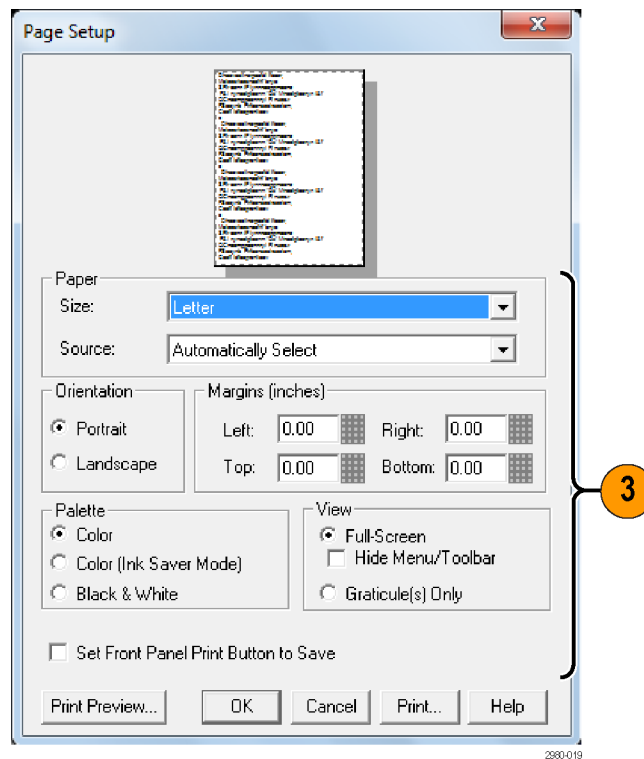 Page Setup
Paper
Size: Letter
Source: Automatically Select
Orientation Margins (inches)
Portrait Left: 0.00 Right: 0.00
Landscape Top: 0.00 Bottom: 0.00
3
Palette View
Color Full-Screen
Hide Menu/Toolbar
Color (Ink Saver Mode)
Black & White Graticule(s) Only
Set Front Panel Print Button to Save
Print Preview... OK Cancel Print... Help
2980-019